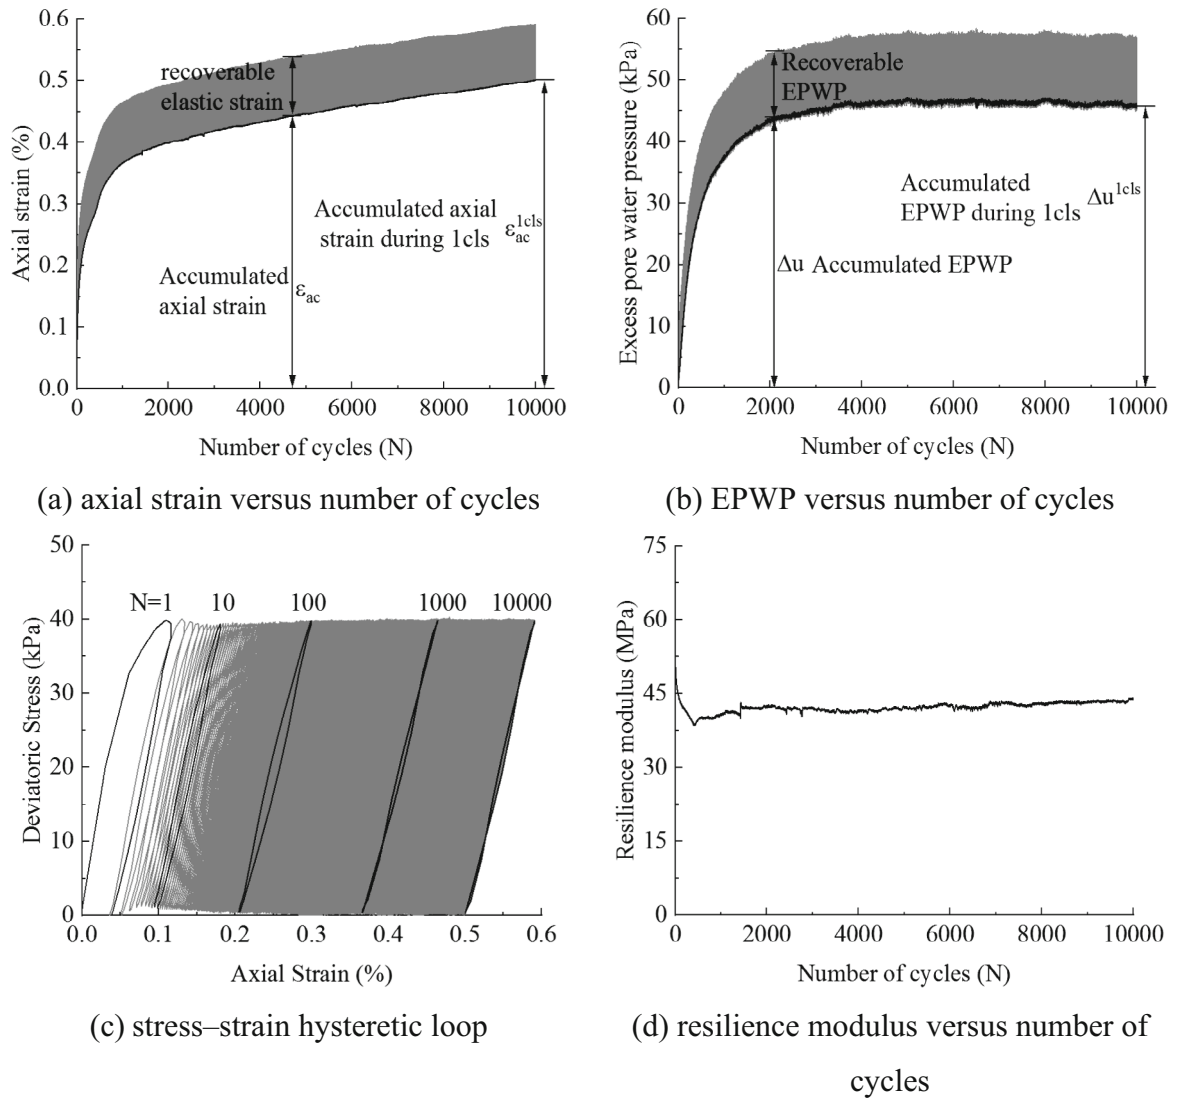 Axial strain (%)
0.6
0.5
0.4
0.3
0.2
0.1
0.0
recoverable
elastic strain
Accumulated axial
strain during 1cls
ε_ac^1cls
Accumulated
axial strain
ε_ac
0
2000
4000
6000
8000
10000
Number of cycles (N)
(a) axial strain versus number of cycles
Excess pore water pressure (kPa)
60
50
40
30
20
10
0
Recoverable
EPWP
Accumulated
EPWP during 1cls
Δu^1cls
Δu Accumulated EPWP
0
2000
4000
6000
8000
10000
Number of cycles (N)
(b) EPWP versus number of cycles
Deviatoric Stress (kPa)
50
40
30
20
10
0
N=1
10
100
1000
10000
0.0
0.1
0.2
0.3
0.4
0.5
0.6
Axial Strain (%)
(c) stress–strain hysteretic loop
Resilience modulus (MPa)
75
60
45
30
15
0
0
2000
4000
6000
8000
10000
Number of cycles (N)
(d) resilience modulus versus number of
cycles